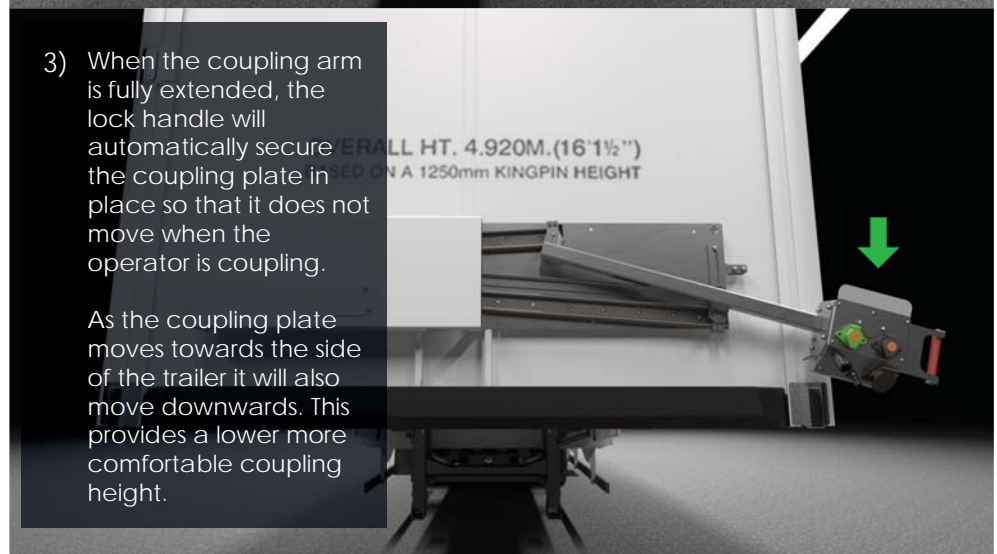 3) When the coupling arm
is fully extended, the
lock handle will
automatically secure
the coupling plate in
place so that it does not
move when the
operator is coupling.
As the coupling plate
moves towards the side
of the trailer it will also
move downwards. This
provides a lower more
comfortable coupling
height.
OVERALL HT. 4.920M.(16'1½")
BASED ON A 1250mm KINGPIN HEIGHT